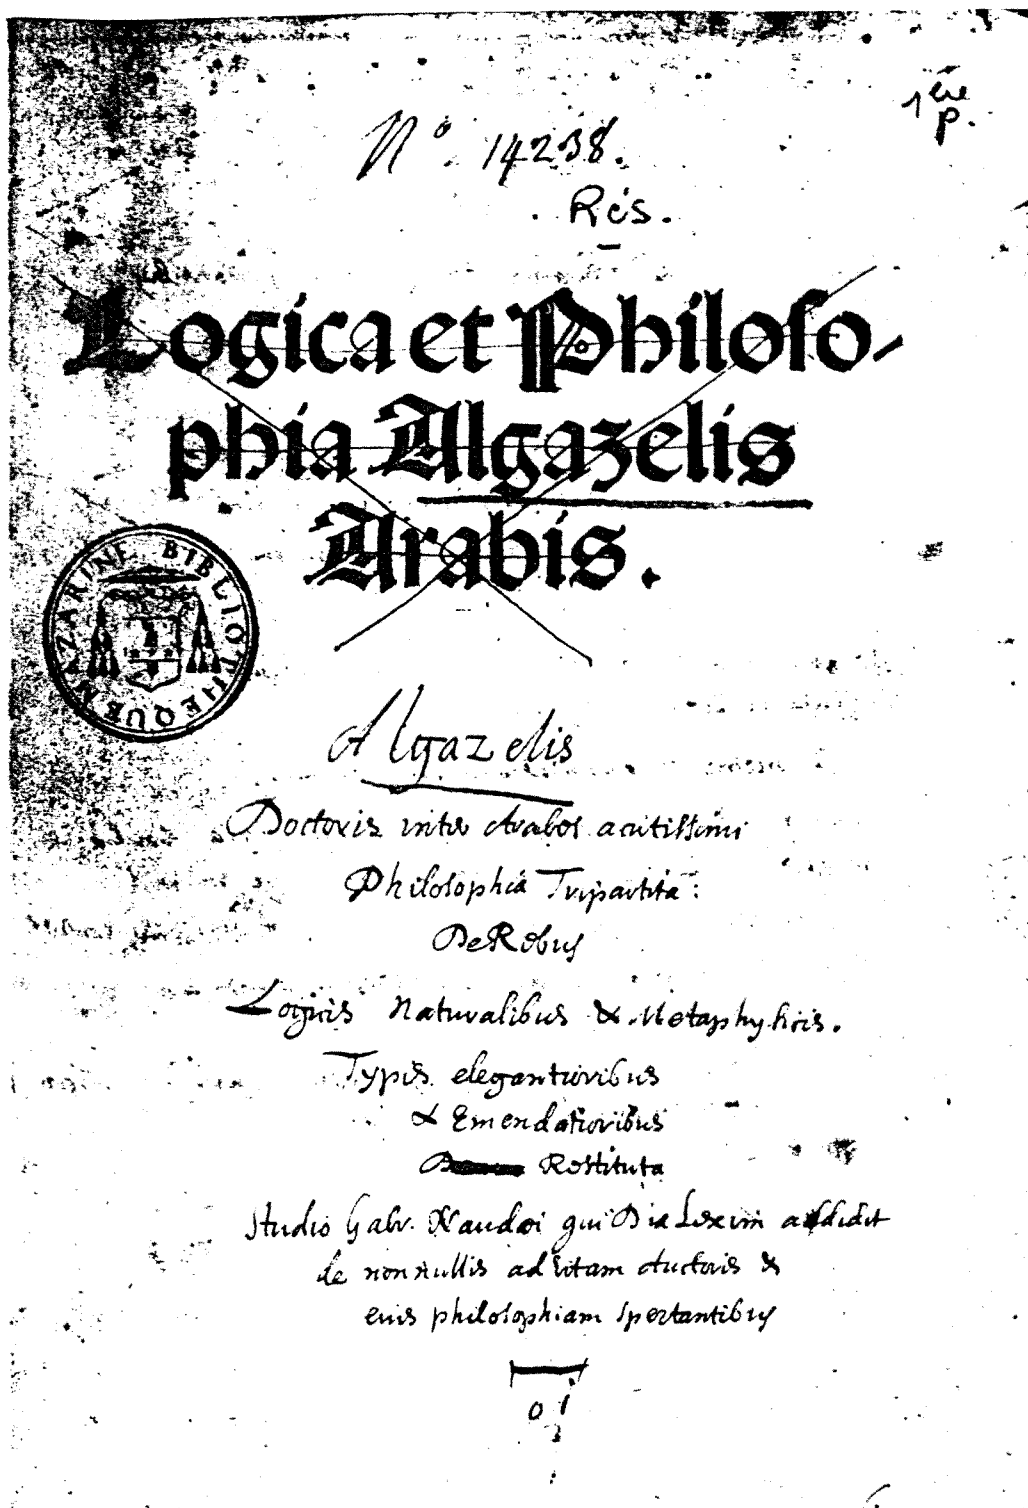 1ère
p.
N° 14238.
Rés.
Logica et Philoso-
phia Algazelis
Arabis.
BIBLIOTHEQUE MAZARINE
Algazelis
Doctoris inter Arabes acutissimi
Philosophia Tripartita:
De Rebus
Logicis Naturalibus & Metaphysicis.
Typis elegantioribus
& Emendatioribus
Restituta
Studio Gabr. Naudæi qui Dialexim addidit
de nonnullis ad vitam Auctoris &
eius philosophiam spectantibus